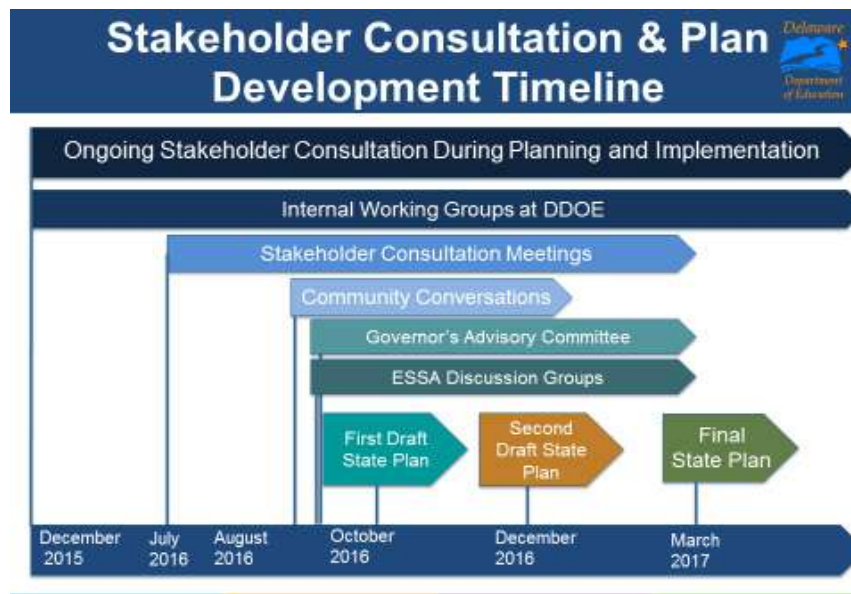 Stakeholder Consultation & Plan
Development Timeline
Delaware
Department
of Education
Ongoing Stakeholder Consultation During Planning and Implementation
Internal Working Groups at DDOE
Stakeholder Consultation Meetings
Community Conversations
Governor's Advisory Committee
ESSA Discussion Groups
First Draft
State Plan
Second
Draft State
Plan
Final
State Plan
December
2015
July
2016
August
2016
October
2016
December
2016
March
2017